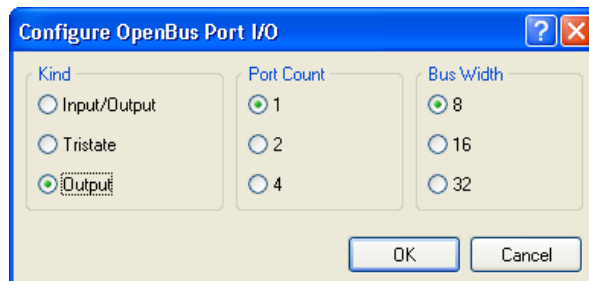 Configure OpenBus Port I/O
Kind
Input/Output
Tristate
Output
Port Count
1
2
4
Bus Width
8
16
32
OK
Cancel